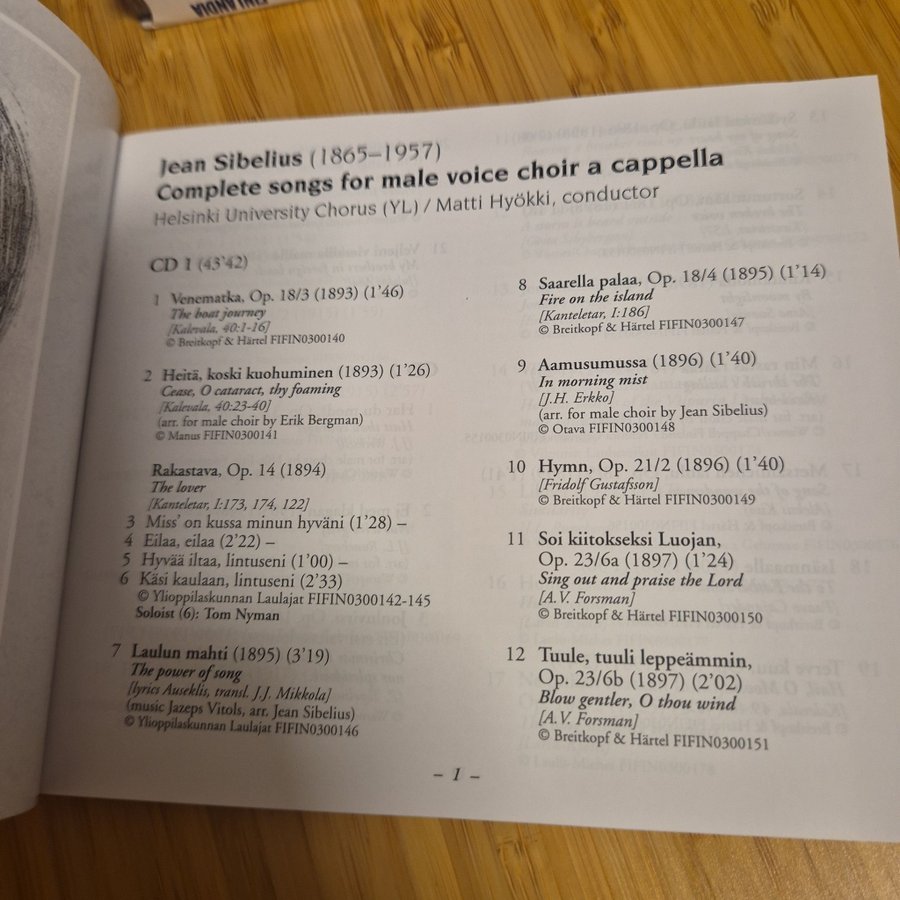 FINLANDIA
Jean Sibelius (1865–1957)
Complete songs for male voice choir a cappella
Helsinki University Chorus (YL) / Matti Hyökki, conductor
CD 1 (43'42)
1 Venematka, Op. 18/3 (1893) (1'46)
The boat journey
[Kalevala, 40:1-16]
© Breitkopf & Härtel FIFIN0300140
2 Heitä, koski kuohuminen (1893) (1'26)
Cease, O cataract, thy foaming
[Kalevala, 40:23-40]
(arr. for male choir by Erik Bergman)
© Manus FIFIN0300141
Rakastava, Op. 14 (1894)
The lover
[Kanteletar, I:173, 174, 122]
3 Miss' on kussa minun hyväni (1'28) –
4 Eilaa, eilaa (2'22) –
5 Hyvää iltaa, lintuseni (1'00) –
6 Käsi kaulaan, lintuseni (2'33)
© Ylioppilaskunnan Laulajat FIFIN0300142-145
Soloist (6): Tom Nyman
7 Laulun mahti (1895) (3'19)
The power of song
[lyrics Auseklis, transl. J.J. Mikkola]
(music Jazeps Vitols, arr. Jean Sibelius)
© Ylioppilaskunnan Laulajat FIFIN0300146
8 Saarella palaa, Op. 18/4 (1895) (1'14)
Fire on the island
[Kanteletar, I:186]
© Breitkopf & Härtel FIFIN0300147
9 Aamusumussa (1896) (1'40)
In morning mist
[J.H. Erkko]
(arr. for male choir by Jean Sibelius)
© Otava FIFIN0300148
10 Hymn, Op. 21/2 (1896) (1'40)
[Fridolf Gustafsson]
© Breitkopf & Härtel FIFIN0300149
11 Soi kiitokseksi Luojan,
Op. 23/6a (1897) (1'24)
Sing out and praise the Lord
[A.V. Forsman]
© Breitkopf & Härtel FIFIN0300150
12 Tuule, tuuli leppeämmin,
Op. 23/6b (1897) (2'02)
Blow gentler, O thou wind
[A.V. Forsman]
© Breitkopf & Härtel FIFIN0300151
– 1 –